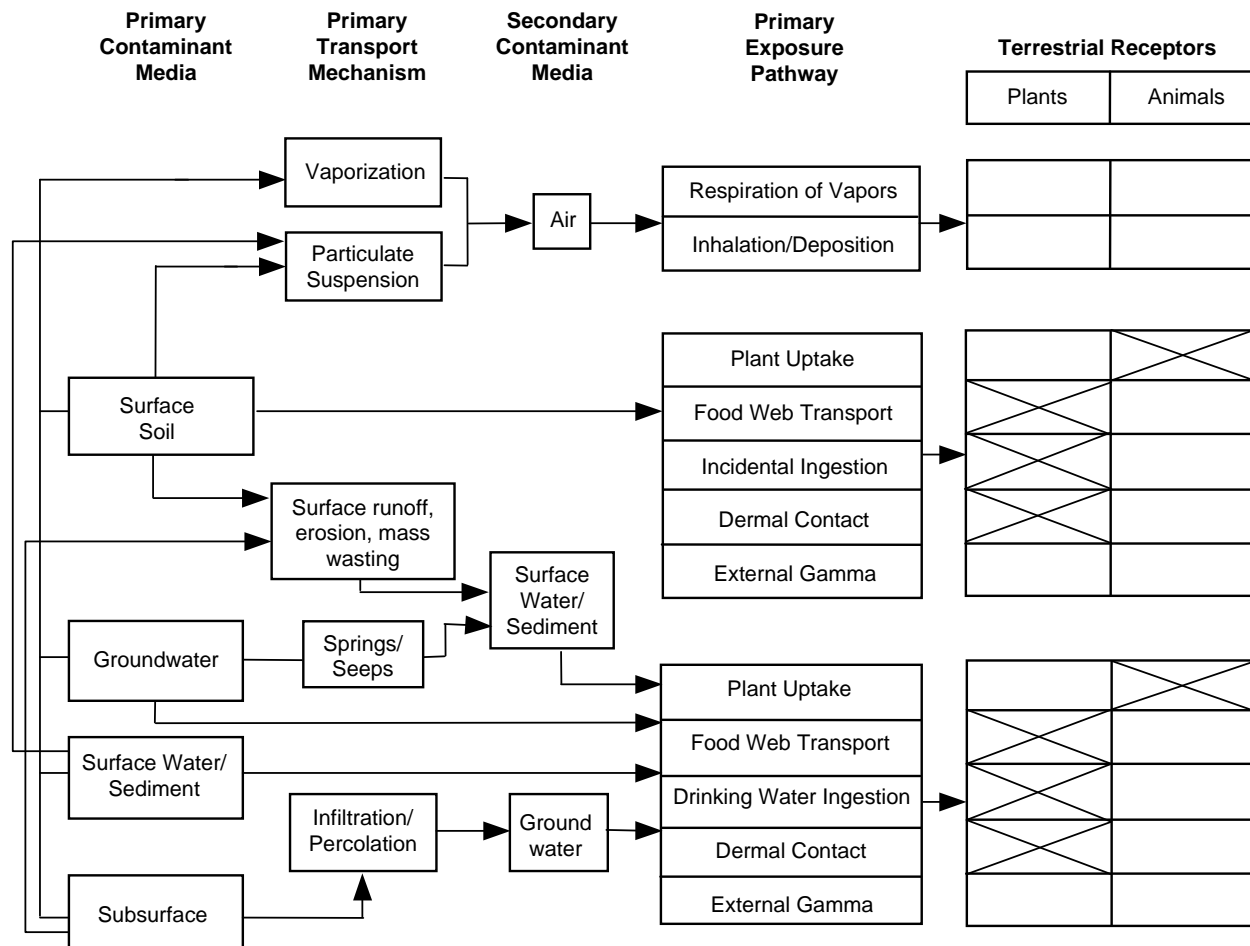 Primary
Contaminant
Media
Primary
Transport
Mechanism
Secondary
Contaminant
Media
Primary
Exposure
Pathway
Terrestrial Receptors
Plants
Animals
Vaporization
Particulate
Suspension
Air
Respiration of Vapors
Inhalation/Deposition
Surface
Soil
Plant Uptake
Food Web Transport
Incidental Ingestion
Dermal Contact
External Gamma
Surface runoff,
erosion, mass
wasting
Surface
Water/
Sediment
Groundwater
Springs/
Seeps
Surface Water/
Sediment
Infiltration/
Percolation
Ground
water
Subsurface
Plant Uptake
Food Web Transport
Drinking Water Ingestion
Dermal Contact
External Gamma